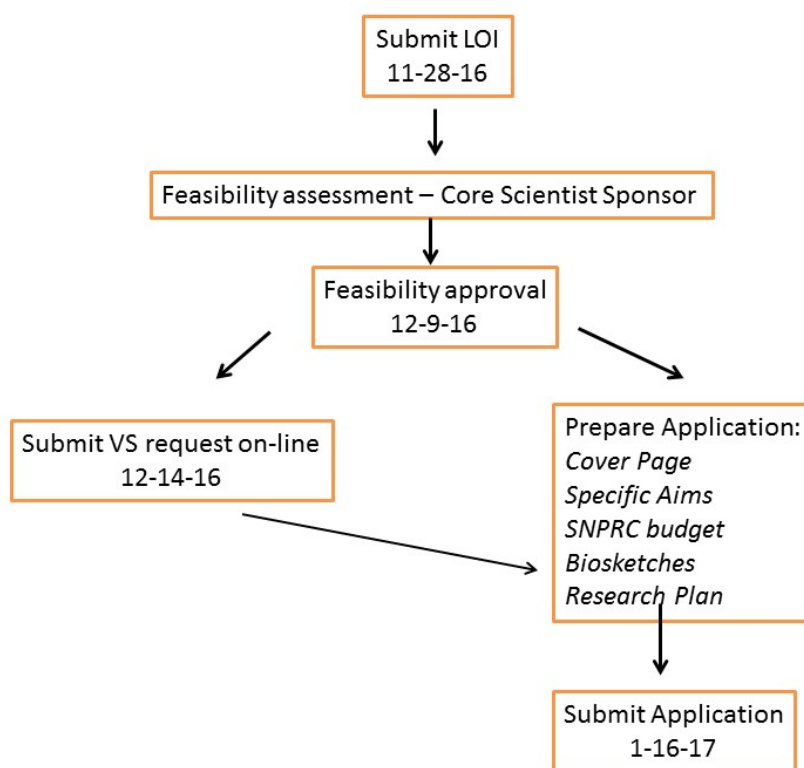 Submit LOI
11-28-16
Feasibility assessment – Core Scientist Sponsor
Feasibility approval
12-9-16
Submit VS request on-line
12-14-16
Prepare Application:
Cover Page
Specific Aims
SNPRC budget
Biosketches
Research Plan
Submit Application
1-16-17